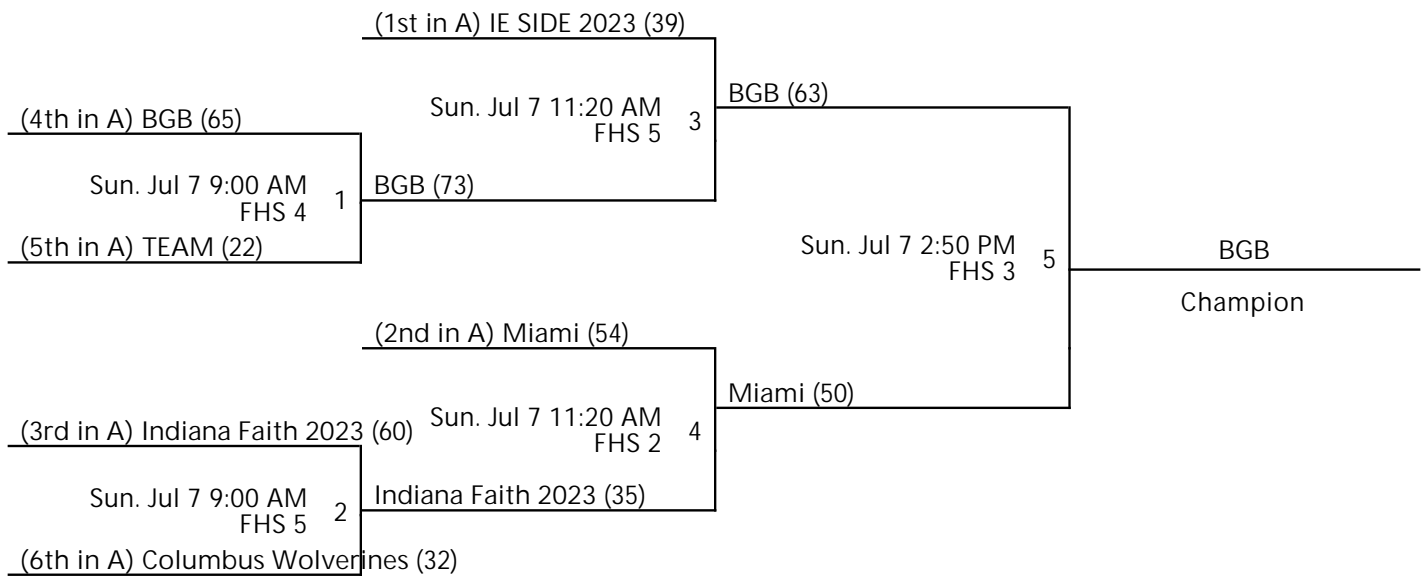 (1st in A) IE SIDE 2023 (39)
Sun. Jul 7 11:20 AM
FHS 5
3
BGB (63)
(4th in A) BGB (65)
Sun. Jul 7 9:00 AM
FHS 4
1
BGB (73)
(5th in A) TEAM (22)
Sun. Jul 7 2:50 PM
FHS 3
5
BGB
Champion
(2nd in A) Miami (54)
Miami (50)
Sun. Jul 7 11:20 AM
FHS 2
4
(3rd in A) Indiana Faith 2023 (60)
Sun. Jul 7 9:00 AM
FHS 5
2
Indiana Faith 2023 (35)
(6th in A) Columbus Wolverines (32)